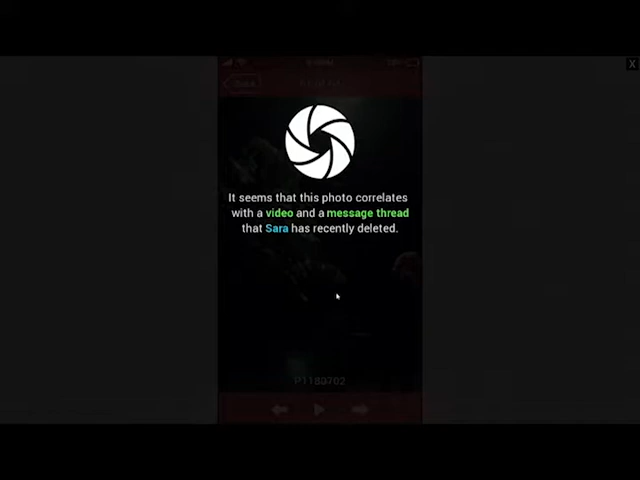 It seems that this photo correlates
with a video and a message thread
that Sara has recently deleted.
P1180702
X